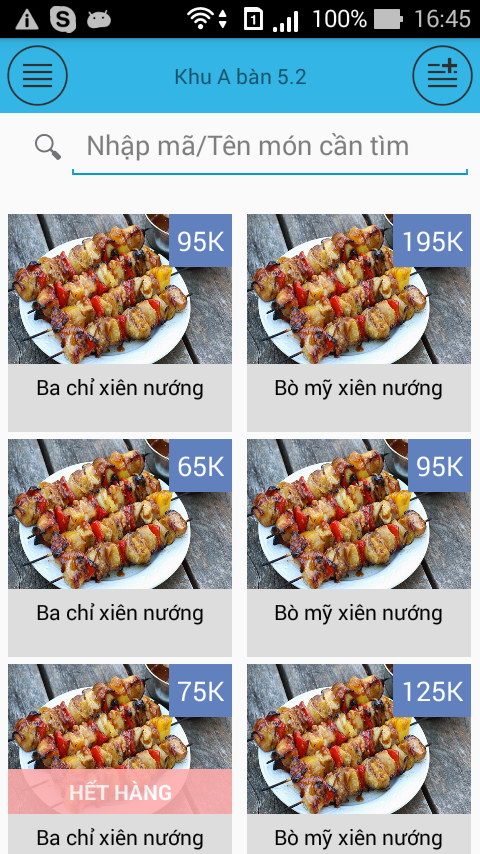 100% 16:45
Khu A bàn 5.2
Nhập mã/Tên món cần tìm
95K
195K
Ba chỉ xiên nướng
Bò mỹ xiên nướng
65K
95K
Ba chỉ xiên nướng
Bò mỹ xiên nướng
75K
125K
HẾT HÀNG
Ba chỉ xiên nướng
Bò mỹ xiên nướng